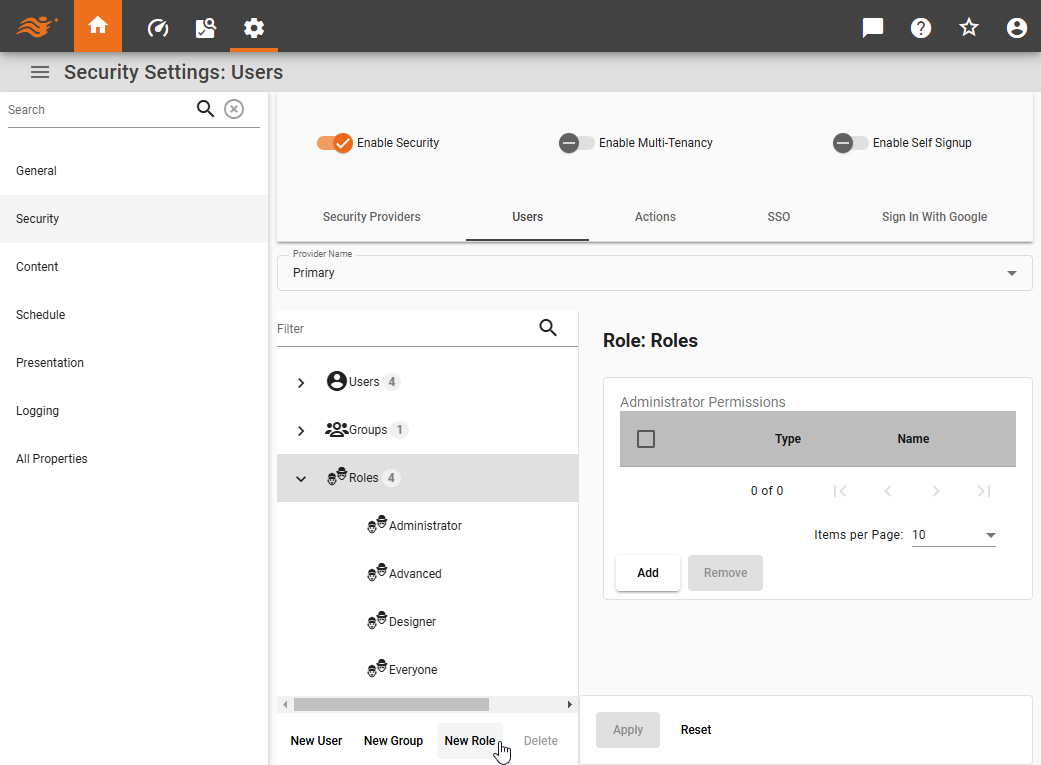 Security Settings: Users
Search
General
Security
Content
Schedule
Presentation
Logging
All Properties
Enable Security
Enable Multi-Tenancy
Enable Self Signup
Security Providers
Users
Actions
SSO
Sign In With Google
Provider Name
Primary
Filter
Users 4
Groups 1
Roles 4
Administrator
Advanced
Designer
Everyone
New User
New Group
New Role
Delete
Role: Roles
Administrator Permissions
Type
Name
0 of 0
Items per Page: 10
Add
Remove
Apply
Reset